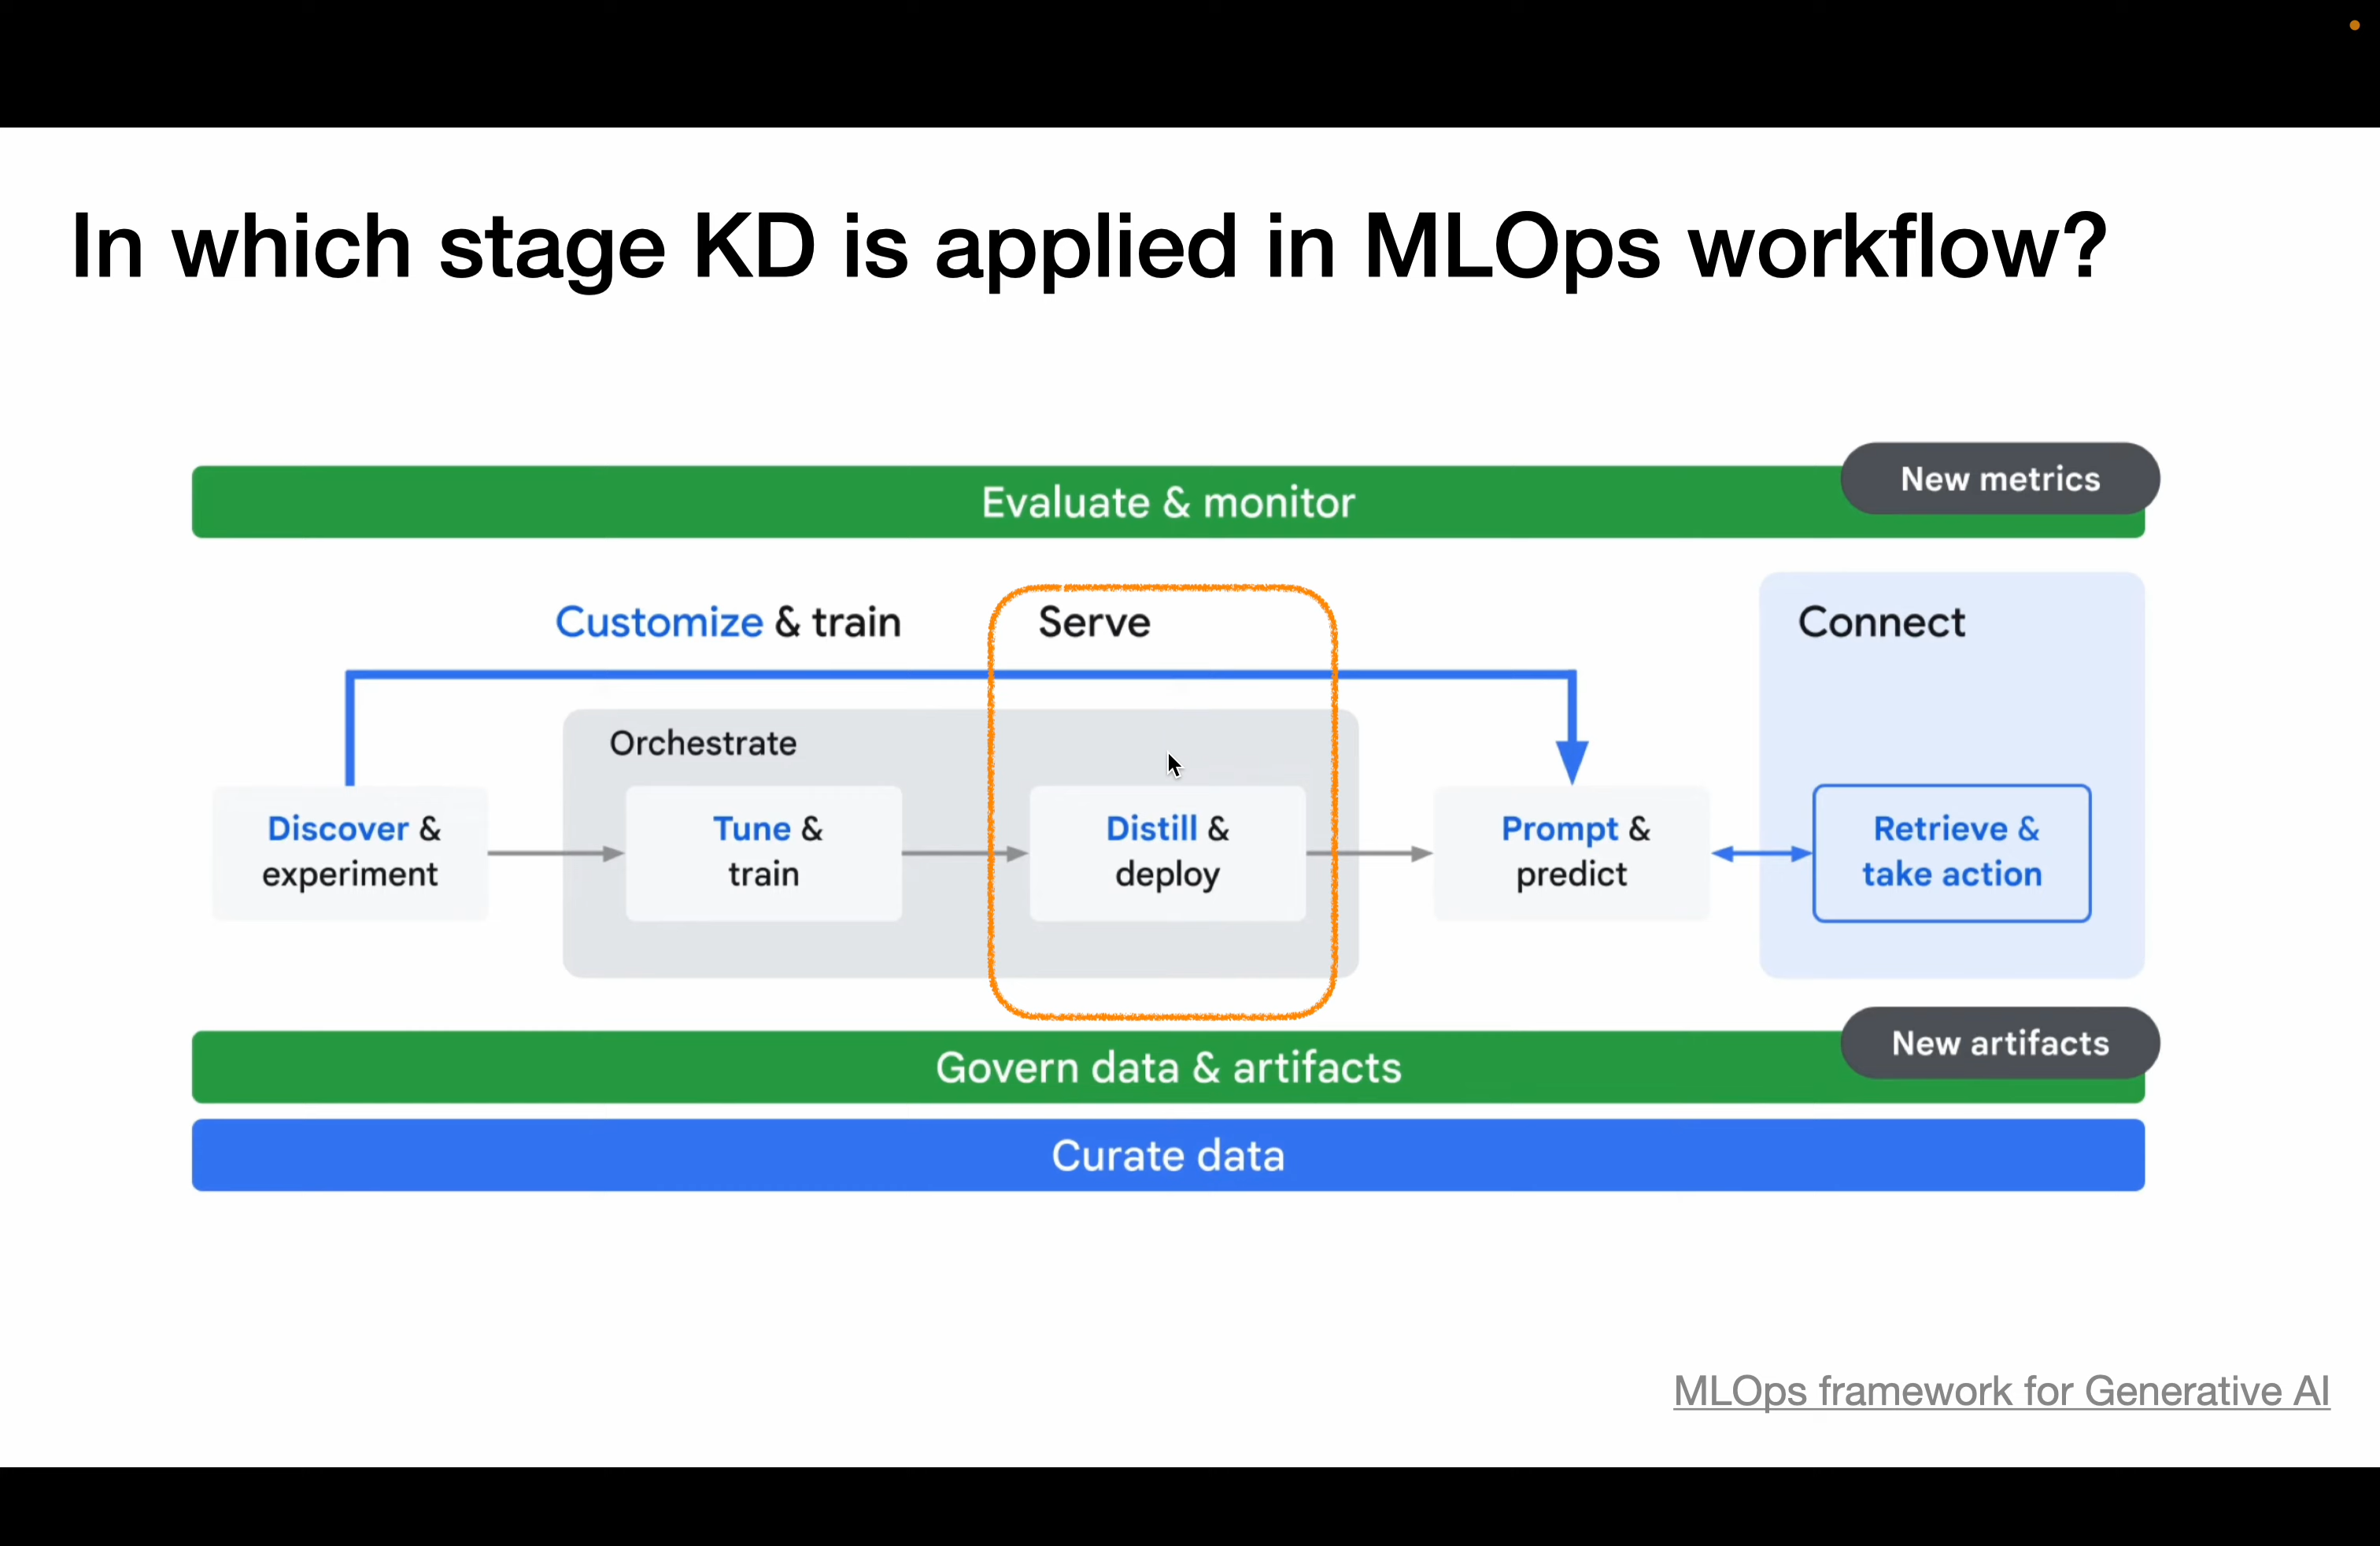 In which stage KD is applied in MLOps workflow?
New metrics
Evaluate & monitor
Customize & train
Serve
Connect
Orchestrate
Discover &
experiment
Tune &
train
Distill &
deploy
Prompt &
predict
Retrieve &
take action
New artifacts
Govern data & artifacts
Curate data
MLOps framework for Generative AI